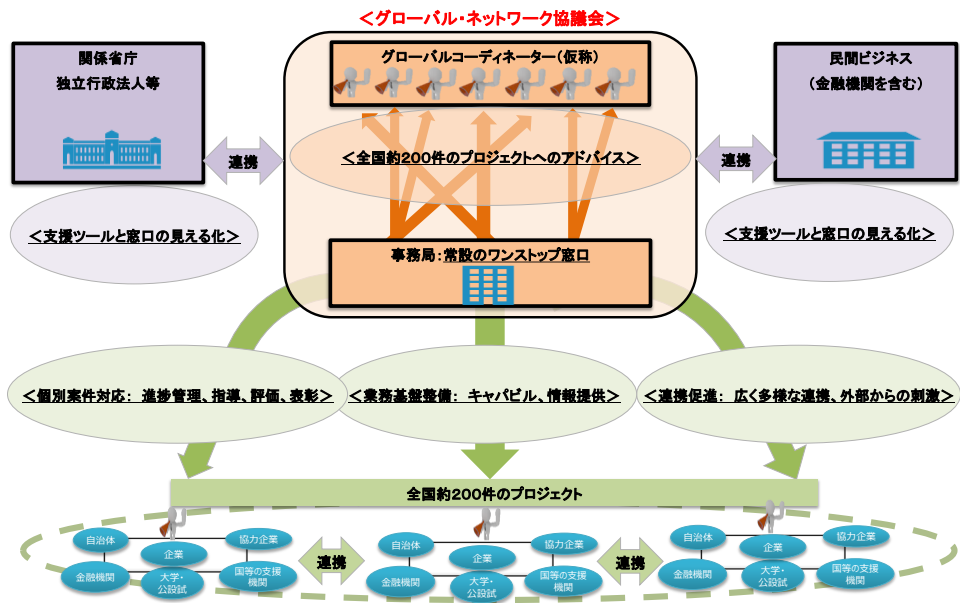 ＜グローバル・ネットワーク協議会＞
関係省庁
独立行政法人等
グローバルコーディネーター（仮称）
民間ビジネス
（金融機関を含む）
連携
＜全国約200件のプロジェクトへのアドバイス＞
連携
＜支援ツールと窓口の見える化＞
＜支援ツールと窓口の見える化＞
事務局：常設のワンストップ窓口
＜個別案件対応： 進捗管理、指導、評価、表彰＞
＜業務基盤整備： キャパビル、情報提供＞
＜連携促進： 広く多様な連携、外部からの刺激＞
全国約200件のプロジェクト
自治体
協力企業
企業
金融機関
大学・
公設試
国等の支援
機関
連携
自治体
協力企業
企業
金融機関
大学・
公設試
国等の支援
機関
連携
自治体
協力企業
企業
金融機関
大学・
公設試
国等の支援
機関